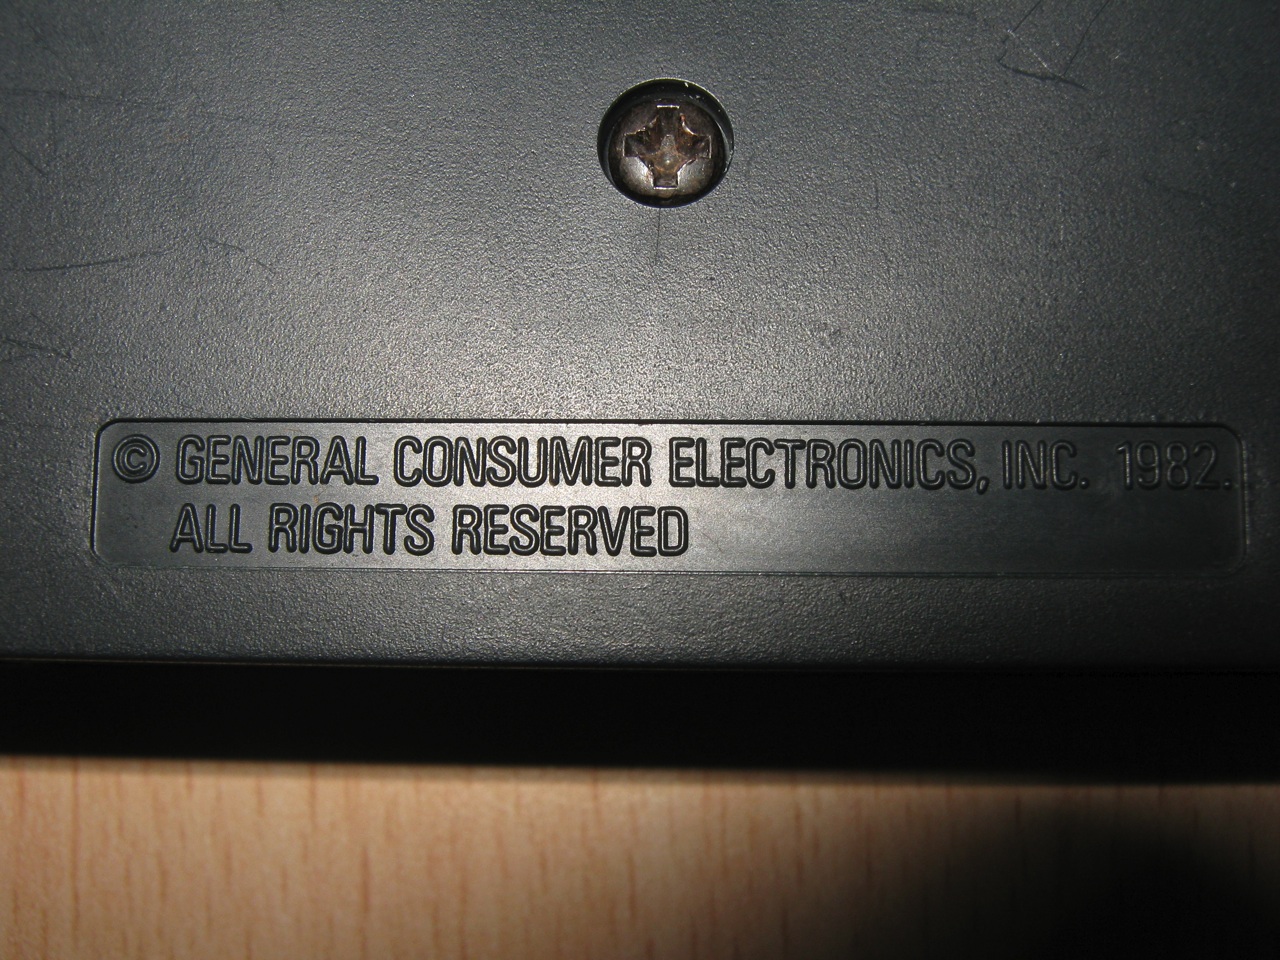 © GENERAL CONSUMER ELECTRONICS, INC. 1982.
ALL RIGHTS RESERVED